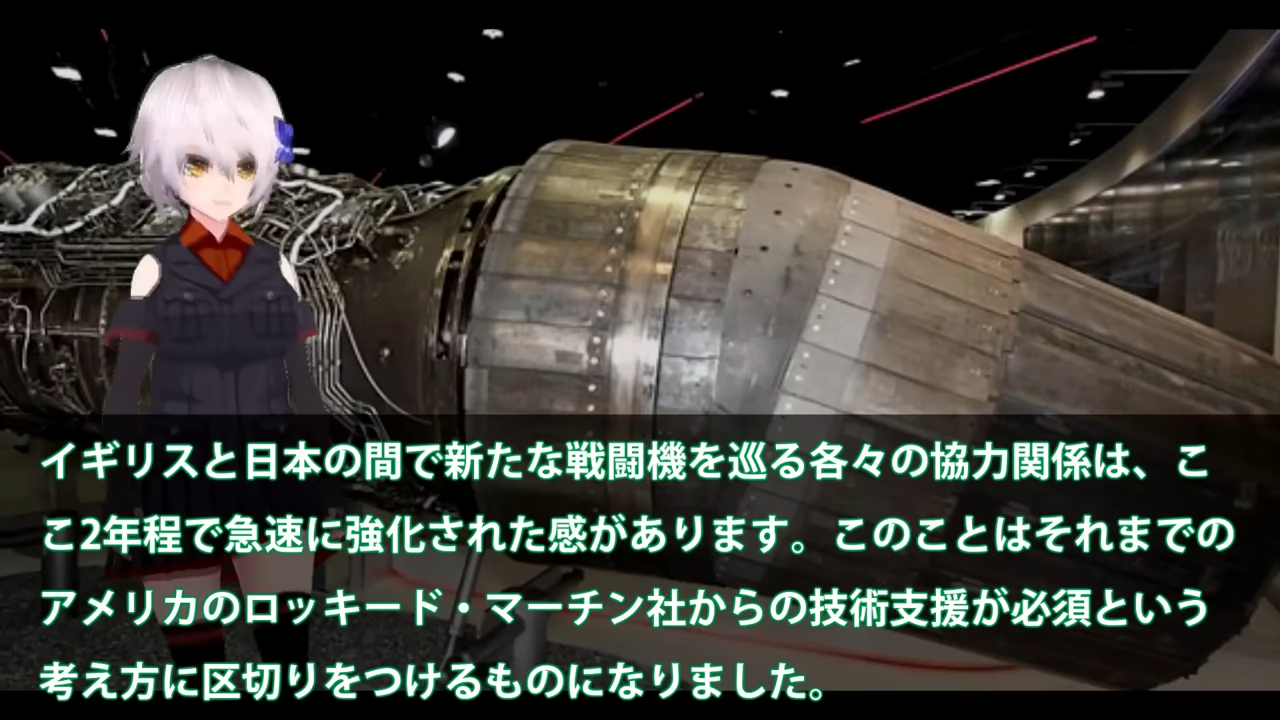 イギリスと日本の間で新たな戦闘機を巡る各々の協力関係は、こ
こ2年程で急速に強化された感があります。このことはそれまでの
アメリカのロッキード・マーチン社からの技術支援が必須という
考え方に区切りをつけるものになりました。